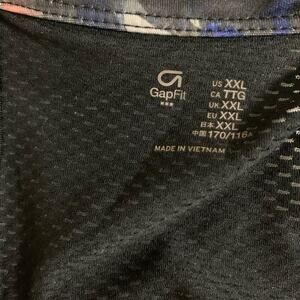 GapFit
US XXL
CA TTG
UK XXL
EU XXL
日本 XXL
中国 170/116A
MADE IN VIETNAM